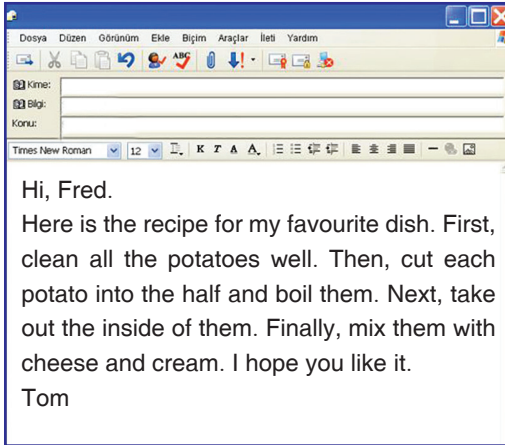 Dosya Düzen Görünüm Ekle Biçim Araçlar İleti Yardım
ABC
Kime:
Bilgi:
Konu:
Times New Roman 12 K T A A
Hi, Fred.
Here is the recipe for my favourite dish. First,
clean all the potatoes well. Then, cut each
potato into the half and boil them. Next, take
out the inside of them. Finally, mix them with
cheese and cream. I hope you like it.
Tom